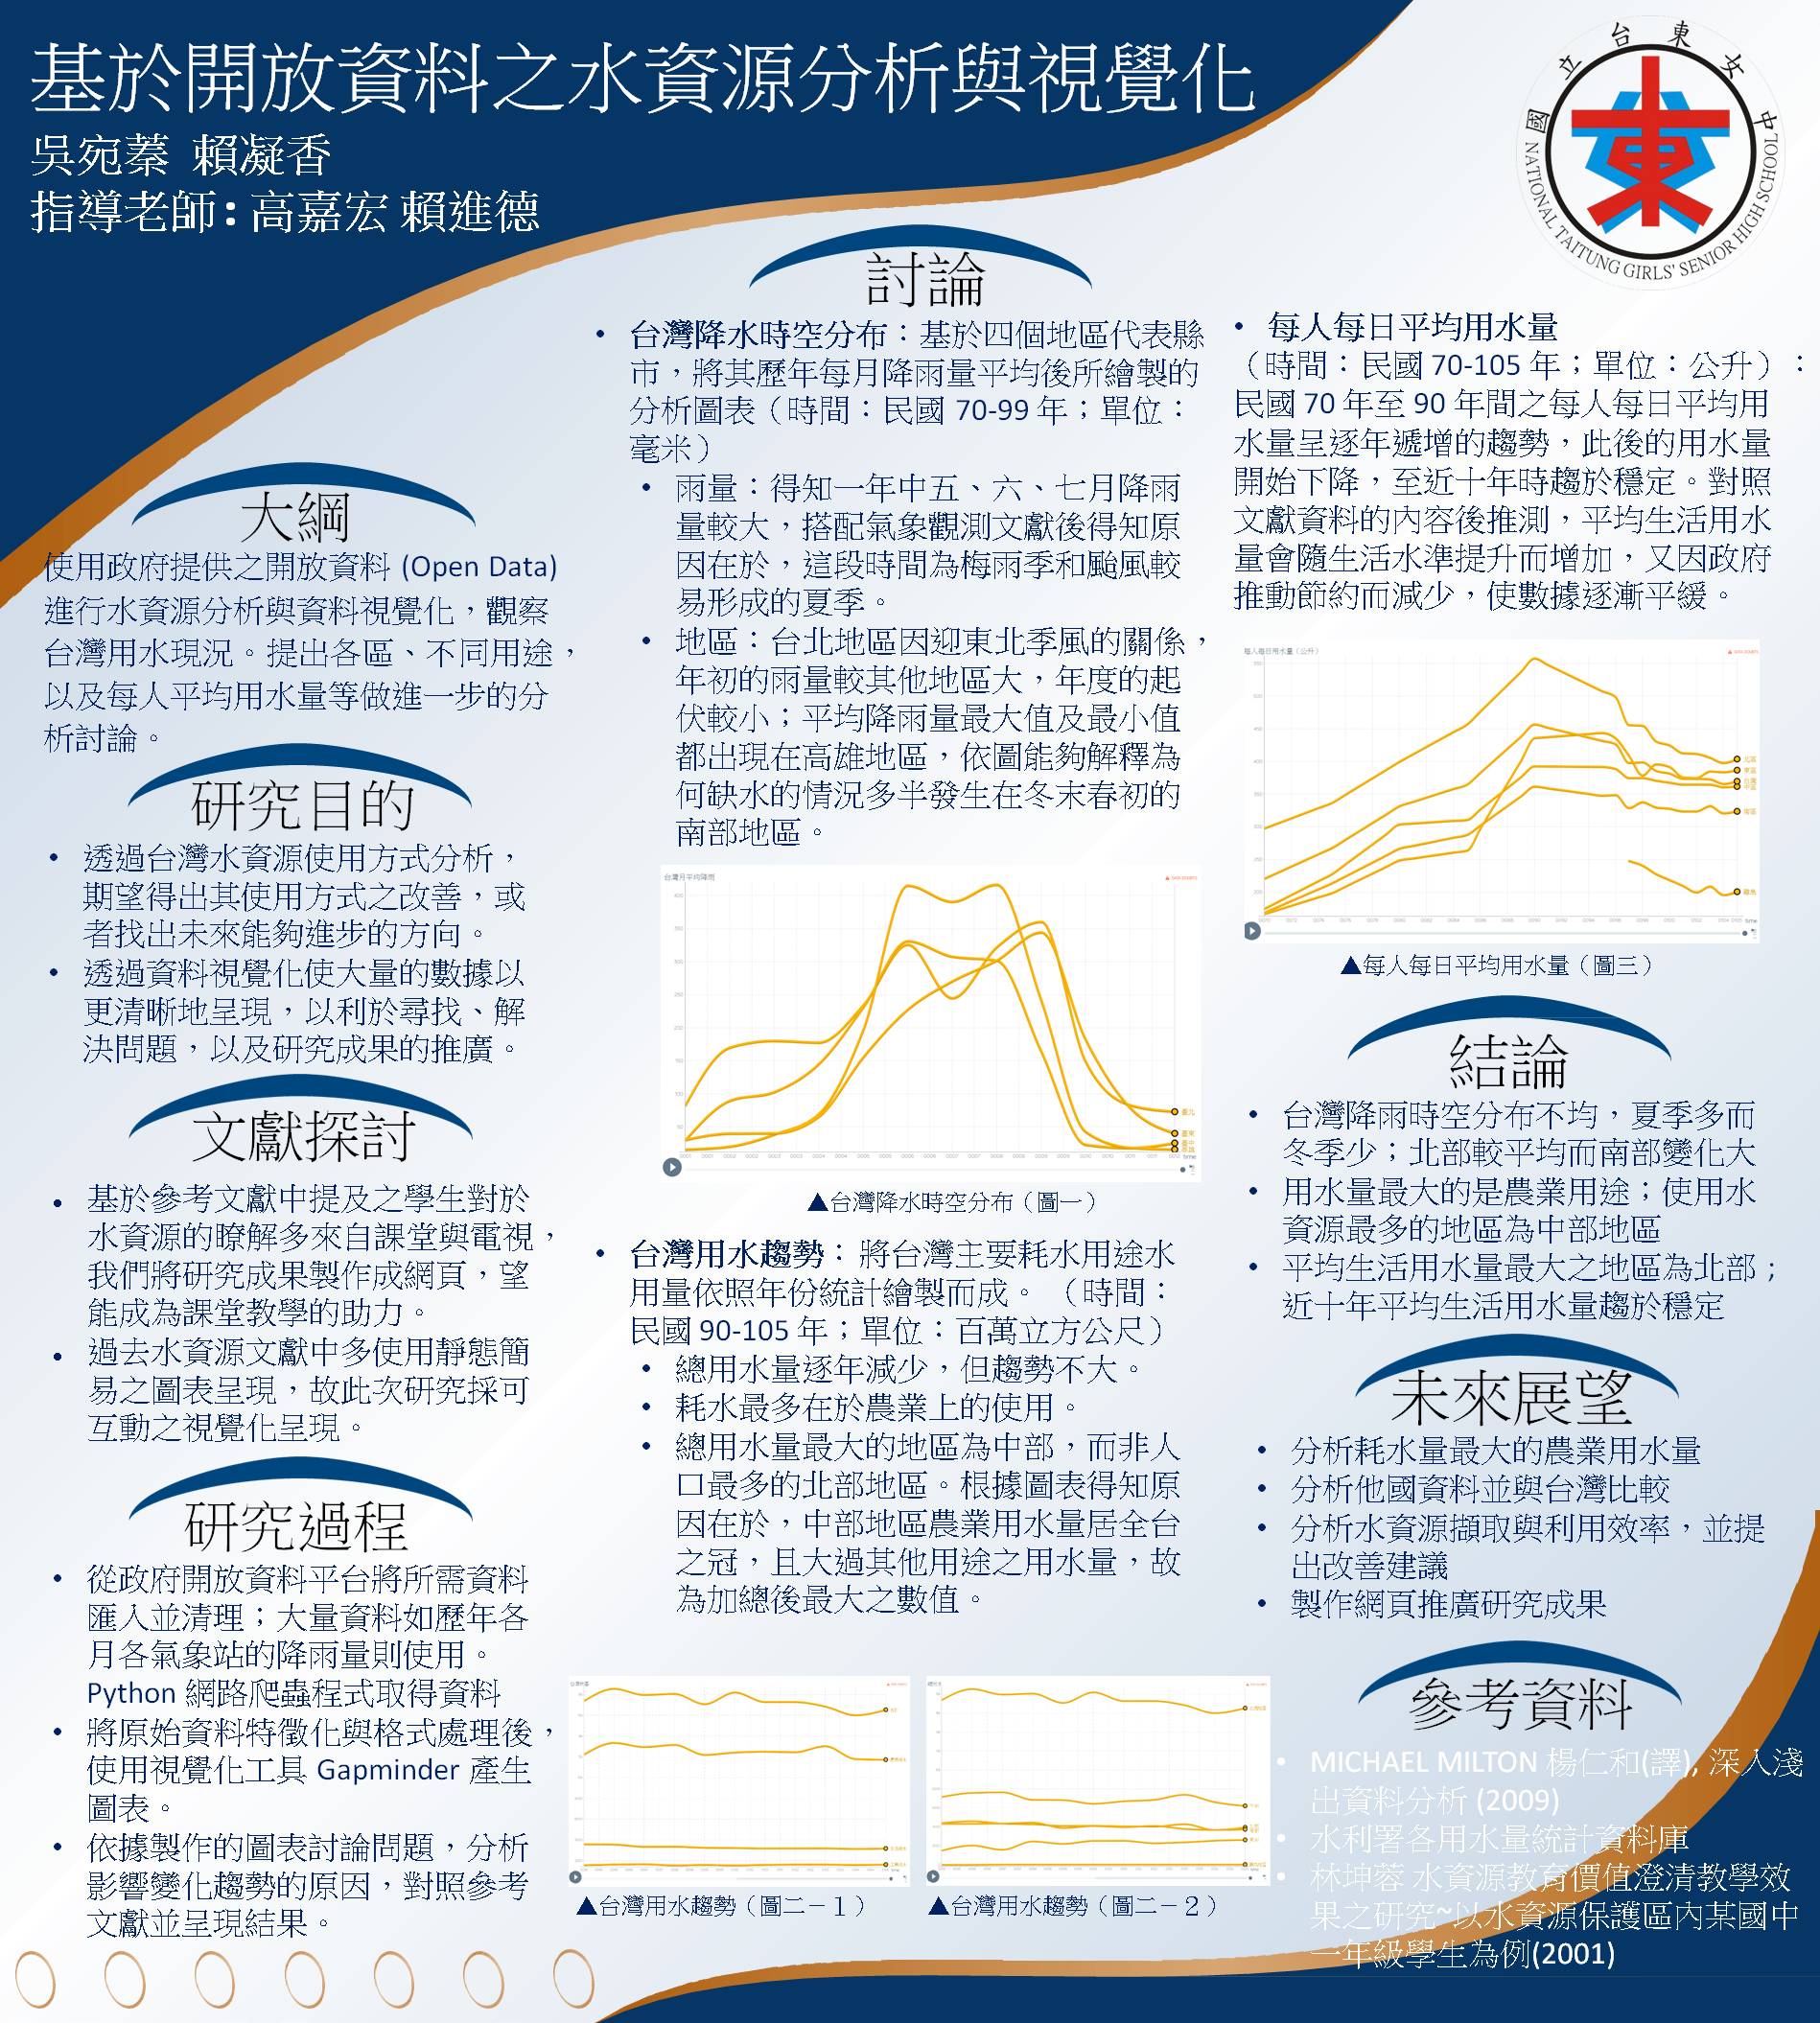 基於開放資料之水資源分析與視覺化
吳宛蓁 賴凝香
指導老師：高嘉宏 賴進德
國立台東女中
NATIONAL TAITUNG GIRLS' SENIOR HIGH SCHOOL
大綱
使用政府提供之開放資料 (Open Data)
進行水資源分析與資料視覺化，觀察
台灣用水現況。提出各區、不同用途，
以及每人平均用水量等做進一步的分
析討論。
研究目的
• 透過台灣水資源使用方式分析，
期望得出其使用方式之改善，或
者找出未來能夠進步的方向。
• 透過資料視覺化使大量的數據以
更清晰地呈現，以利於尋找、解
決問題，以及研究成果的推廣。
文獻探討
• 基於參考文獻中提及之學生對於
水資源的瞭解多來自課堂與電視，
我們將研究成果製作成網頁，望
能成為課堂教學的助力。
• 過去水資源文獻中多使用靜態簡
易之圖表呈現，故此次研究採可
互動之視覺化呈現。
研究過程
• 從政府開放資料平台將所需資料
匯入並清理；大量資料如歷年各
月各氣象站的降雨量則使用。
Python 網路爬蟲程式取得資料
• 將原始資料特徵化與格式處理後，
使用視覺化工具 Gapminder 產生
圖表。
• 依據製作的圖表討論問題，分析
影響變化趨勢的原因，對照參考
文獻並呈現結果。
討論
• 台灣降水時空分布：基於四個地區代表縣
市，將其歷年每月降雨量平均後所繪製的
分析圖表（時間：民國 70-99 年；單位：
毫米）
• 雨量：得知一年中五、六、七月降雨
量較大，搭配氣象觀測文獻後得知原
因在於，這段時間為梅雨季和颱風較
易形成的夏季。
• 地區：台北地區因迎東北季風的關係，
年初的雨量較其他地區大，年度的起
伏較小；平均降雨量最大值及最小值
都出現在高雄地區，依圖能夠解釋為
何缺水的情況多半發生在冬末春初的
南部地區。
台灣月平均降雨
臺北
臺東
臺中
▲台灣降水時空分布（圖一）
• 台灣用水趨勢： 將台灣主要耗水用途水
用量依照年份統計繪製而成。（時間：
民國 90-105 年；單位：百萬立方公尺）
• 總用水量逐年減少，但趨勢不大。
• 耗水最多在於農業上的使用。
• 總用水量最大的地區為中部，而非人
口最多的北部地區。根據圖表得知原
因在於，中部地區農業用水量居全台
之冠，且大過其他用途之用水量，故
為加總後最大之數值。
▲台灣用水趨勢（圖二－１）
▲台灣用水趨勢（圖二－２）
• 每人每日平均用水量
（時間：民國 70-105 年；單位：公升）：
民國 70 年至 90 年間之每人每日平均用
水量呈逐年遞增的趨勢，此後的用水量
開始下降，至近十年時趨於穩定。對照
文獻資料的內容後推測，平均生活用水
量會隨生活水準提升而增加，又因政府
推動節約而減少，使數據逐漸平緩。
每人每日用水量（公升）
北區
東區
中區
南區
離島
▲每人每日平均用水量（圖三）
結論
• 台灣降雨時空分布不均，夏季多而
冬季少；北部較平均而南部變化大
• 用水量最大的是農業用途；使用水
資源最多的地區為中部地區
• 平均生活用水量最大之地區為北部；
近十年平均生活用水量趨於穩定
未來展望
• 分析耗水量最大的農業用水量
• 分析他國資料並與台灣比較
• 分析水資源擷取與利用效率，並提
出改善建議
• 製作網頁推廣研究成果
參考資料
• MICHAEL MILTON 楊仁和(譯), 深入淺
出資料分析 (2009)
• 水利署各用水量統計資料庫
• 林坤蓉 水資源教育價值澄清教學效
果之研究~以水資源保護區內某國中
一年級學生為例(2001)